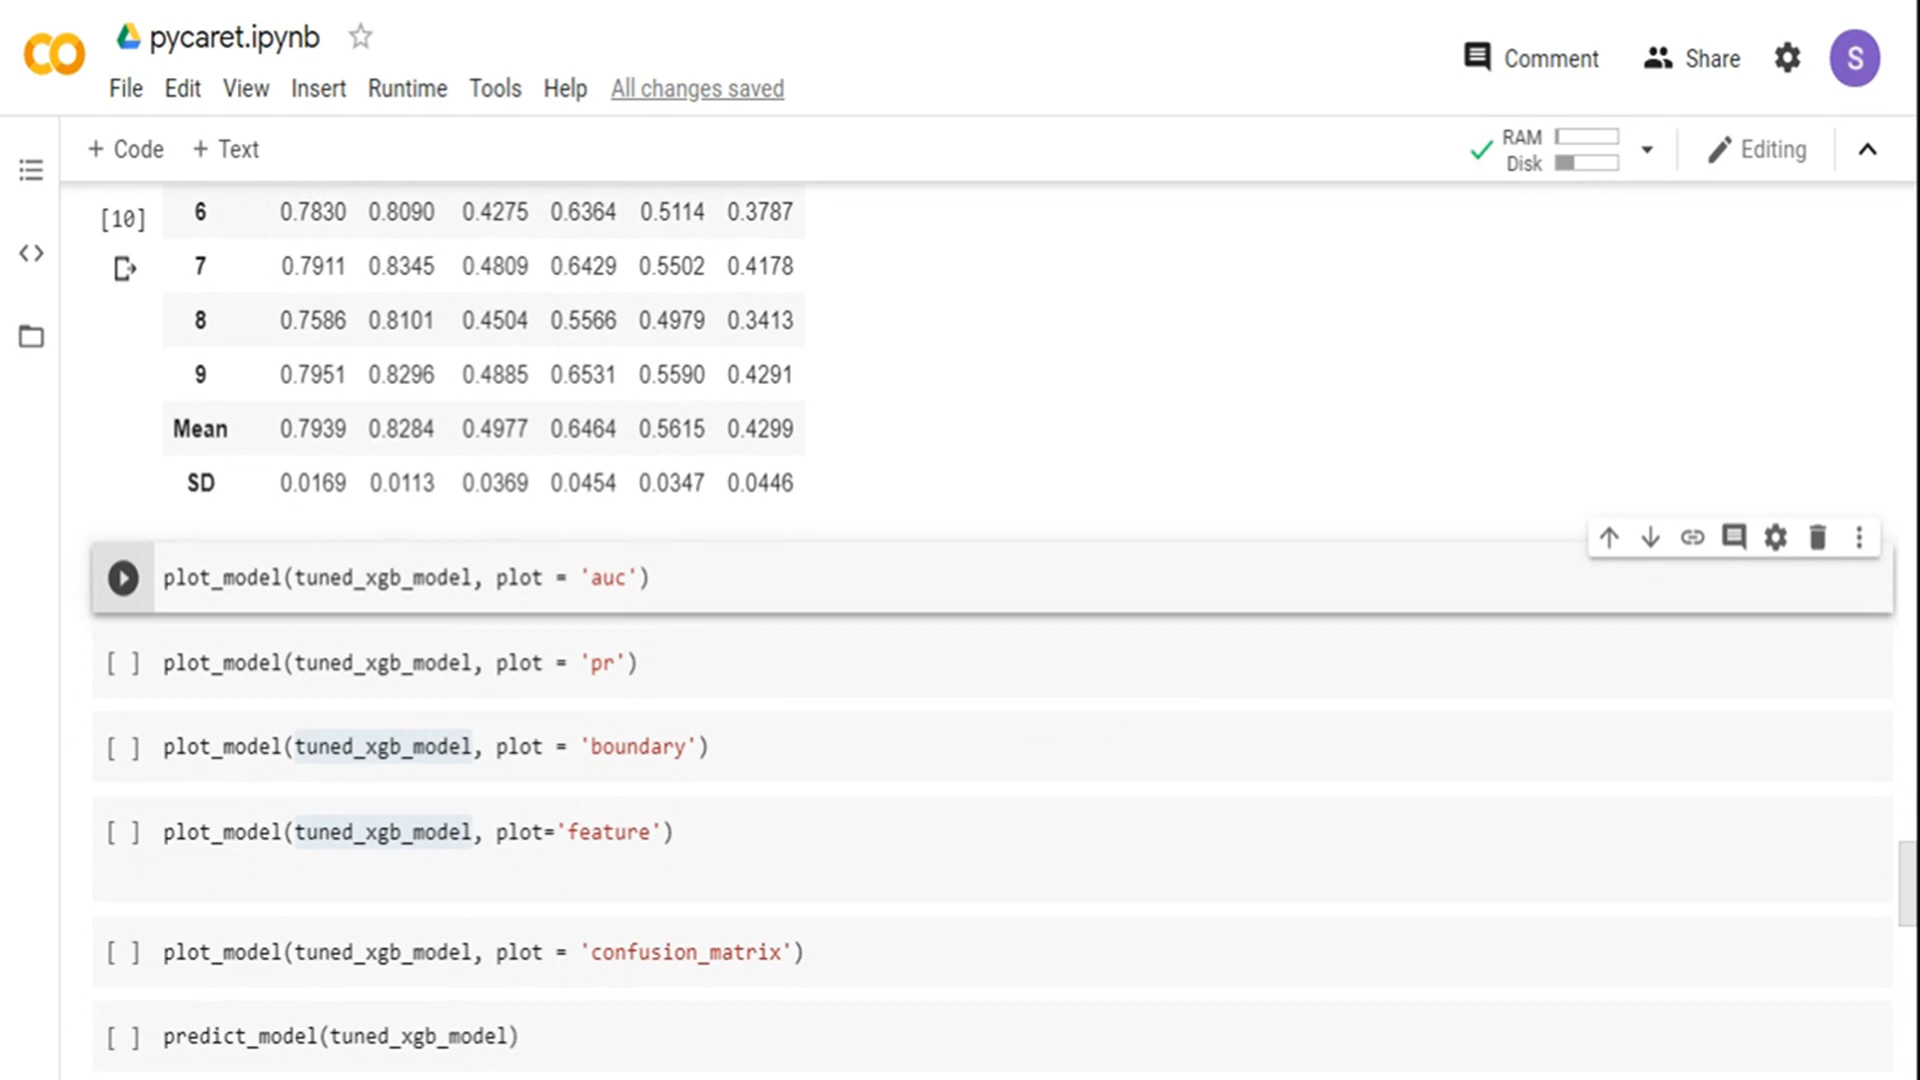 pycaret.ipynb
Comment
Share
S
File Edit View Insert Runtime Tools Help All changes saved
+ Code + Text
RAM
Disk
Editing
[10] 6 0.7830 0.8090 0.4275 0.6364 0.5114 0.3787
7 0.7911 0.8345 0.4809 0.6429 0.5502 0.4178
8 0.7586 0.8101 0.4504 0.5566 0.4979 0.3413
9 0.7951 0.8296 0.4885 0.6531 0.5590 0.4291
Mean 0.7939 0.8284 0.4977 0.6464 0.5615 0.4299
SD 0.0169 0.0113 0.0369 0.0454 0.0347 0.0446
plot_model(tuned_xgb_model, plot = 'auc')
[ ] plot_model(tuned_xgb_model, plot = 'pr')
[ ] plot_model(tuned_xgb_model, plot = 'boundary')
[ ] plot_model(tuned_xgb_model, plot='feature')
[ ] plot_model(tuned_xgb_model, plot = 'confusion_matrix')
[ ] predict_model(tuned_xgb_model)